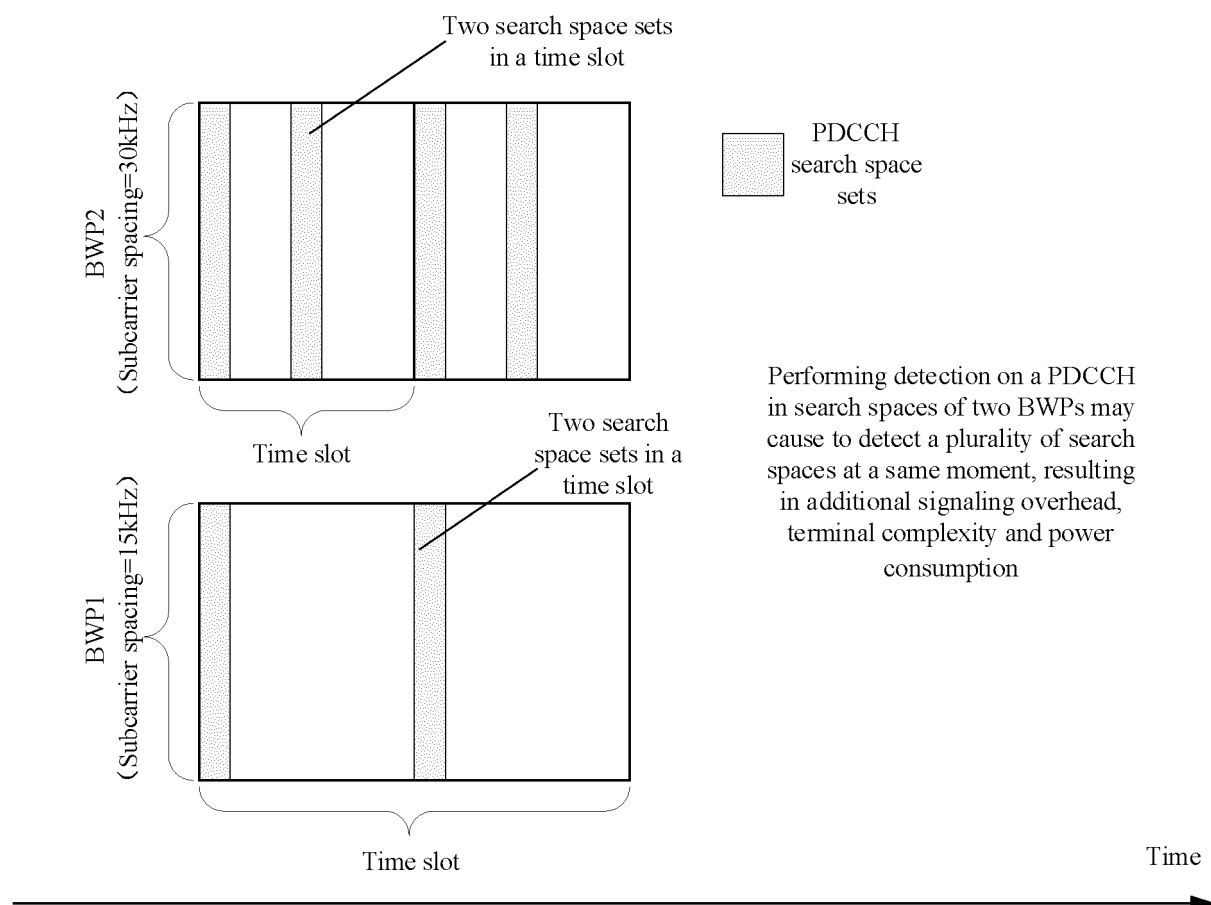 Two search space sets
in a time slot
BWP2
（Subcarrier spacing=30kHz）
PDCCH
search space
sets
Time slot
Two search
space sets in a
time slot
BWP1
（Subcarrier spacing=15kHz）
Performing detection on a PDCCH
in search spaces of two BWPs may
cause to detect a plurality of search
spaces at a same moment, resulting
in additional signaling overhead,
terminal complexity and power
consumption
Time slot
Time